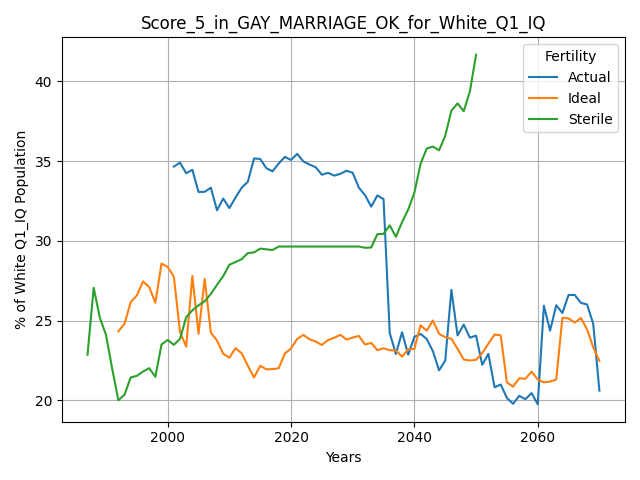 Score_5_in_GAY_MARRIAGE_OK_for_White_Q1_IQ
% of White Q1_IQ Population
40
35
30
25
20
Fertility
Actual
Ideal
Sterile
2000
2020
2040
2060
Years